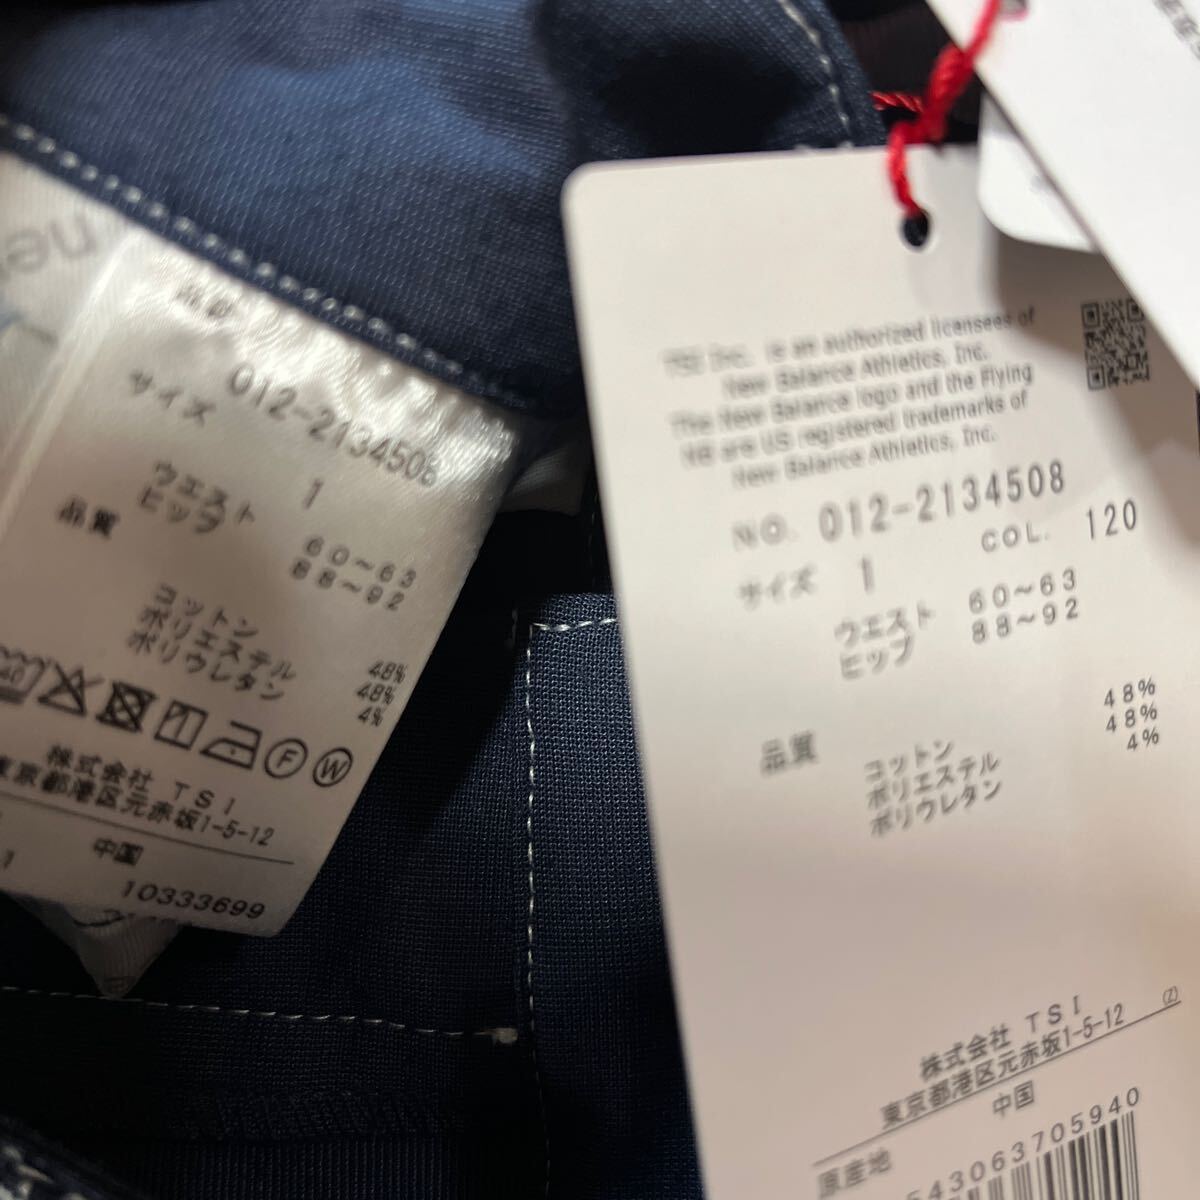 品番
012-2134508
サイズ
1
ウエスト 60～63
ヒップ 88～92
品質
コットン 48%
ポリエステル 48%
ポリウレタン 4%
40
F W
株式会社 TSI
東京都港区元赤坂1-5-12
中国
10333699
TSI Inc. is an authorized licensees of
New Balance Athletics, Inc.
The New Balance logo and the Flying
NB are US registered trademarks of
New Balance Athletics, Inc.
NO. 012-2134508
COL. 120
サイズ 1
ウエスト 60～63
ヒップ 88～92
品質
コットン 48%
ポリエステル 48%
ポリウレタン 4%
株式会社 TSI (Z)
東京都港区元赤坂1-5-12
原産地 中国
543063705940